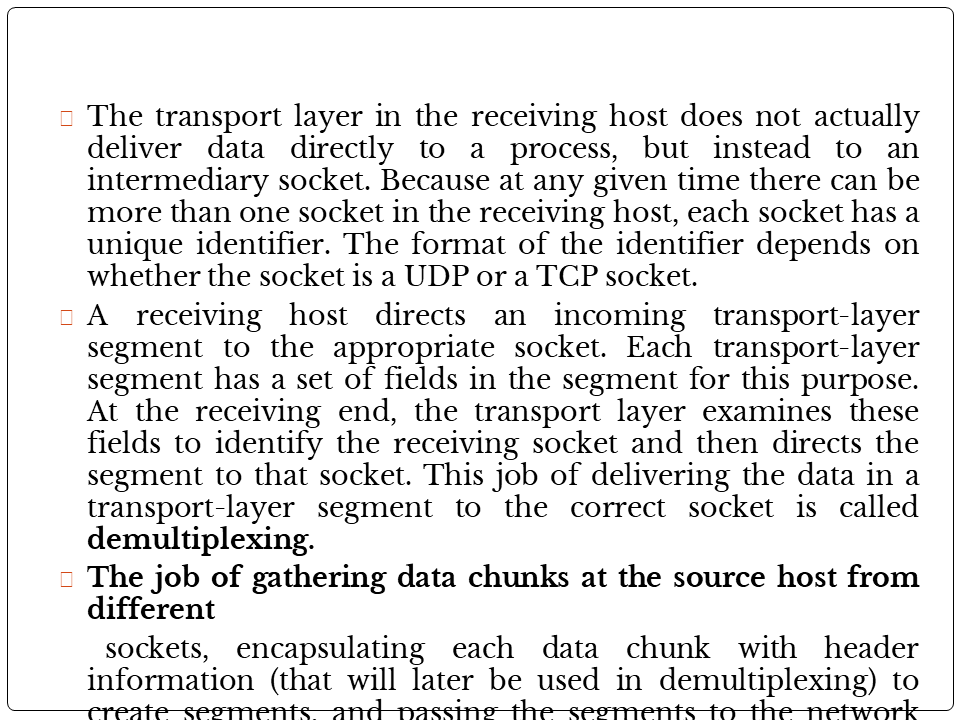 The transport layer in the receiving host does not actually
deliver data directly to a process, but instead to an
intermediary socket. Because at any given time there can be
more than one socket in the receiving host, each socket has a
unique identifier. The format of the identifier depends on
whether the socket is a UDP or a TCP socket.
A receiving host directs an incoming transport-layer
segment to the appropriate socket. Each transport-layer
segment has a set of fields in the segment for this purpose.
At the receiving end, the transport layer examines these
fields to identify the receiving socket and then directs the
segment to that socket. This job of delivering the data in a
transport-layer segment to the correct socket is called
demultiplexing.
The job of gathering data chunks at the source host from
different
sockets, encapsulating each data chunk with header
information (that will later be used in demultiplexing) to
create segments, and passing the segments to the network